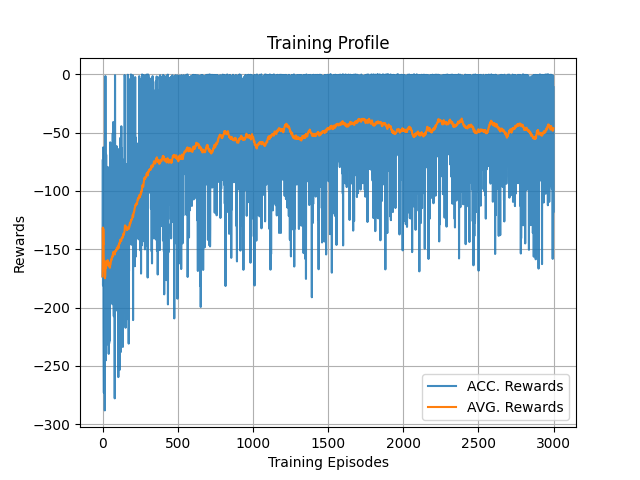 Training Profile
0
−50
−100
−150
−200
−250
−300
Rewards
ACC. Rewards
AVG. Rewards
0
500
1000
1500
2000
2500
3000
Training Episodes